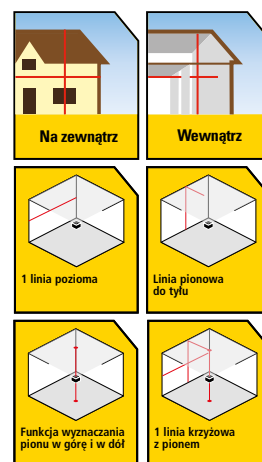 Na zewnątrz
Wewnątrz
1 linia pozioma
Linia pionowa
do tyłu
Funkcja wyznaczania
pionu w górę i w dół
1 linia krzyżowa
z pionem